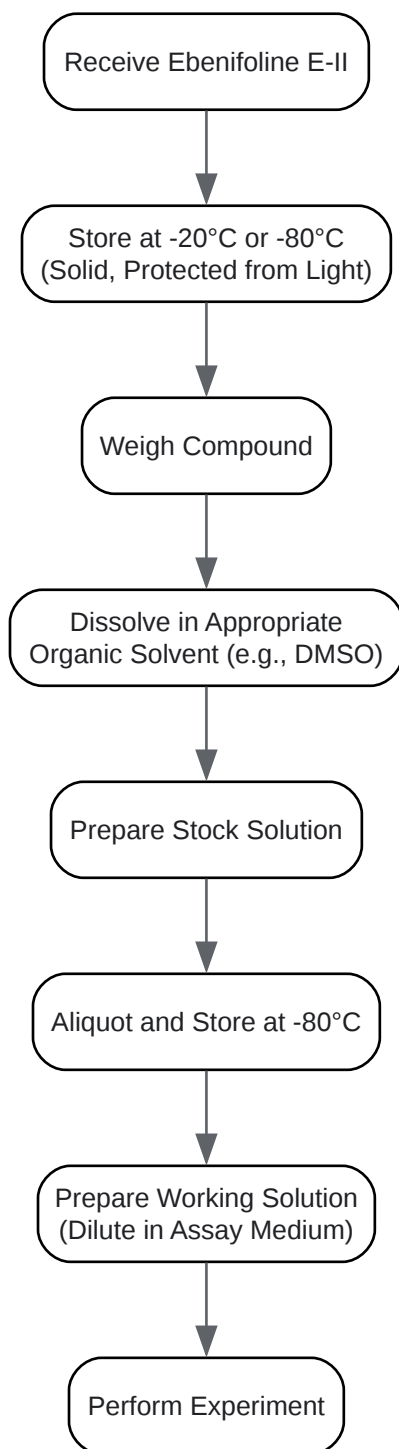 Receive Ebenifoline E-II
Store at -20°C or -80°C
(Solid, Protected from Light)
Weigh Compound
Dissolve in Appropriate
Organic Solvent (e.g., DMSO)
Prepare Stock Solution
Aliquot and Store at -80°C
Prepare Working Solution
(Dilute in Assay Medium)
Perform Experiment